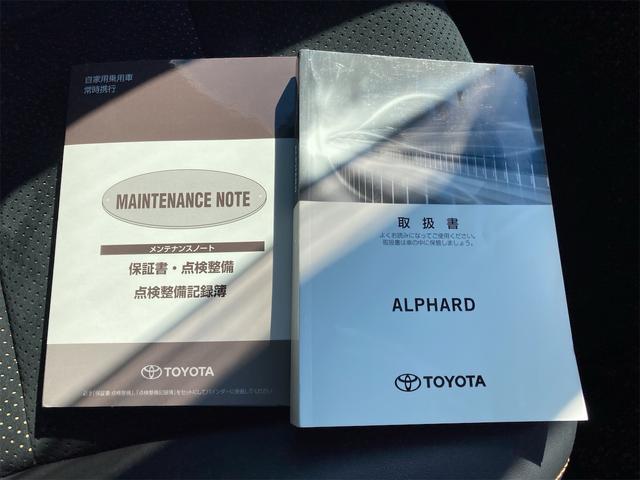 自家用乗用車
常時携行
MAINTENANCE NOTE
メンテナンスノート
保証書・点検整備
点検整備記録簿
TOYOTA
取扱書
よくお読みになってご使用ください。
取扱書は車の中に保管しましょう。
ALPHARD
TOYOTA